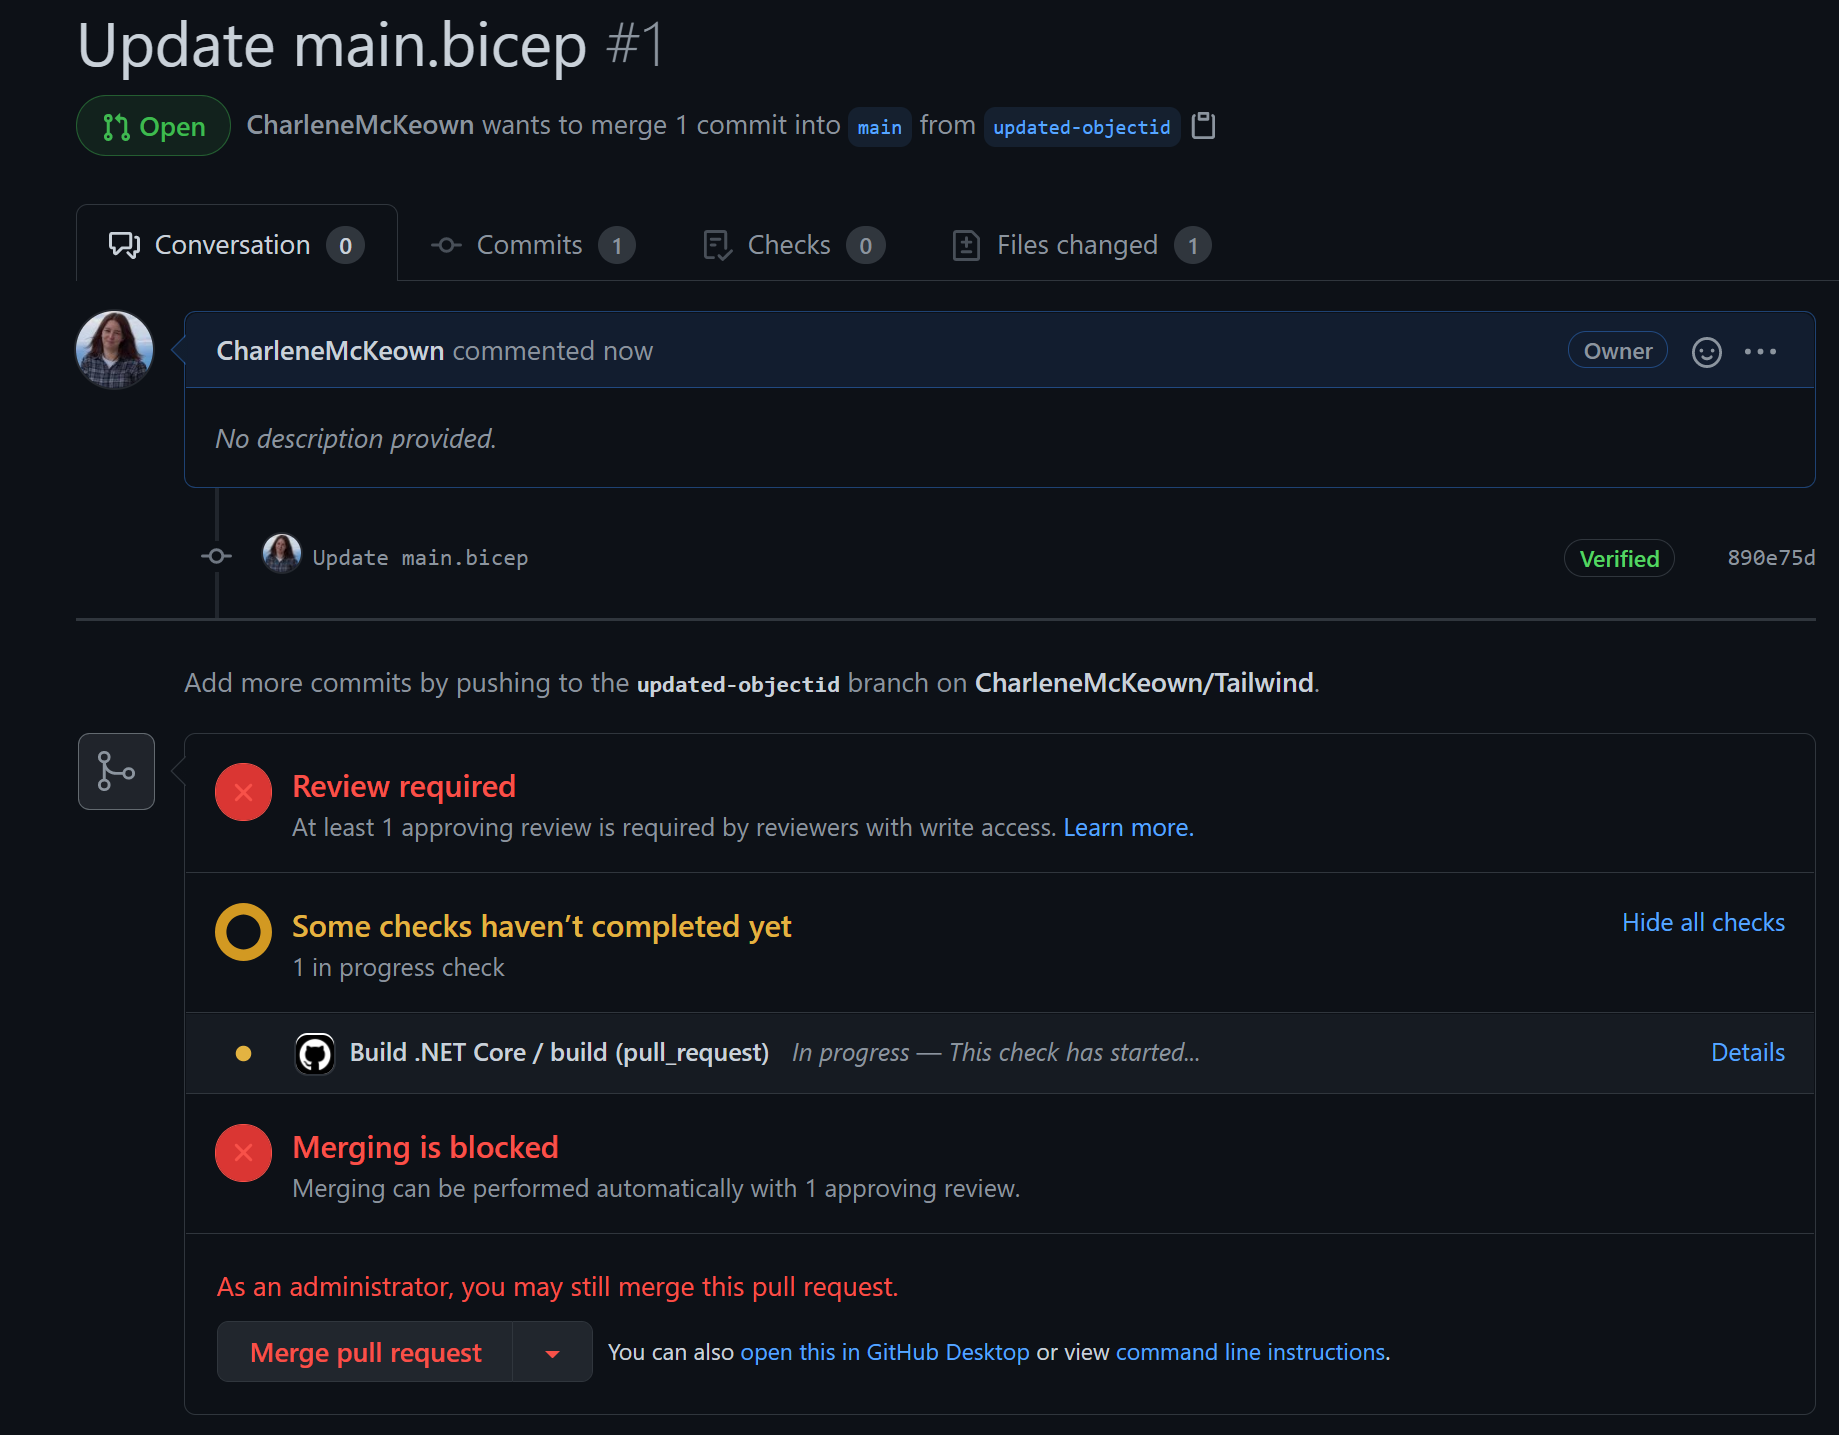 Update main.bicep #1
Open CharleneMcKeown wants to merge 1 commit into main from updated-objectid
Conversation 0 Commits 1 Checks 0 Files changed 1
CharleneMcKeown commented now Owner
No description provided.
Update main.bicep Verified 890e75d
Add more commits by pushing to the updated-objectid branch on CharleneMcKeown/Tailwind.
Review required
At least 1 approving review is required by reviewers with write access. Learn more.
Some checks haven’t completed yet Hide all checks
1 in progress check
Build .NET Core / build (pull_request) In progress — This check has started... Details
Merging is blocked
Merging can be performed automatically with 1 approving review.
As an administrator, you may still merge this pull request.
Merge pull request You can also open this in GitHub Desktop or view command line instructions.